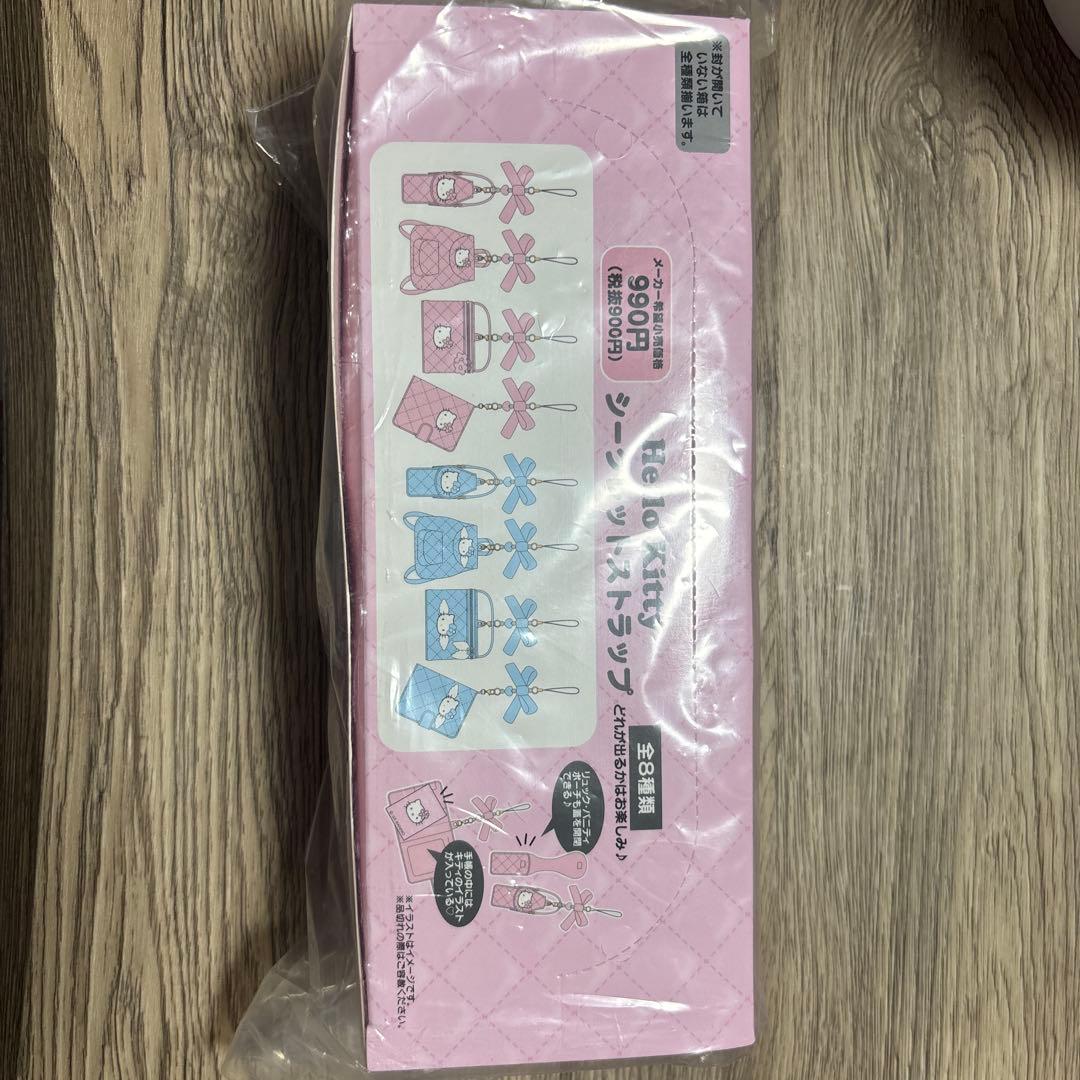 ※封が開いて
いない箱は
全種類揃います。
メーカー希望小売価格
990円
(税抜900円)
Hello Kitty
シークレットストラップ
全8種類
どれが出るかはお楽しみ♪
リュック・バニティ
ポーチも蓋を開閉
できる♪
手帳の中には
キティのイラスト
が入っている♡
※イラストはイメージです。
※品切れの際はご容赦ください。